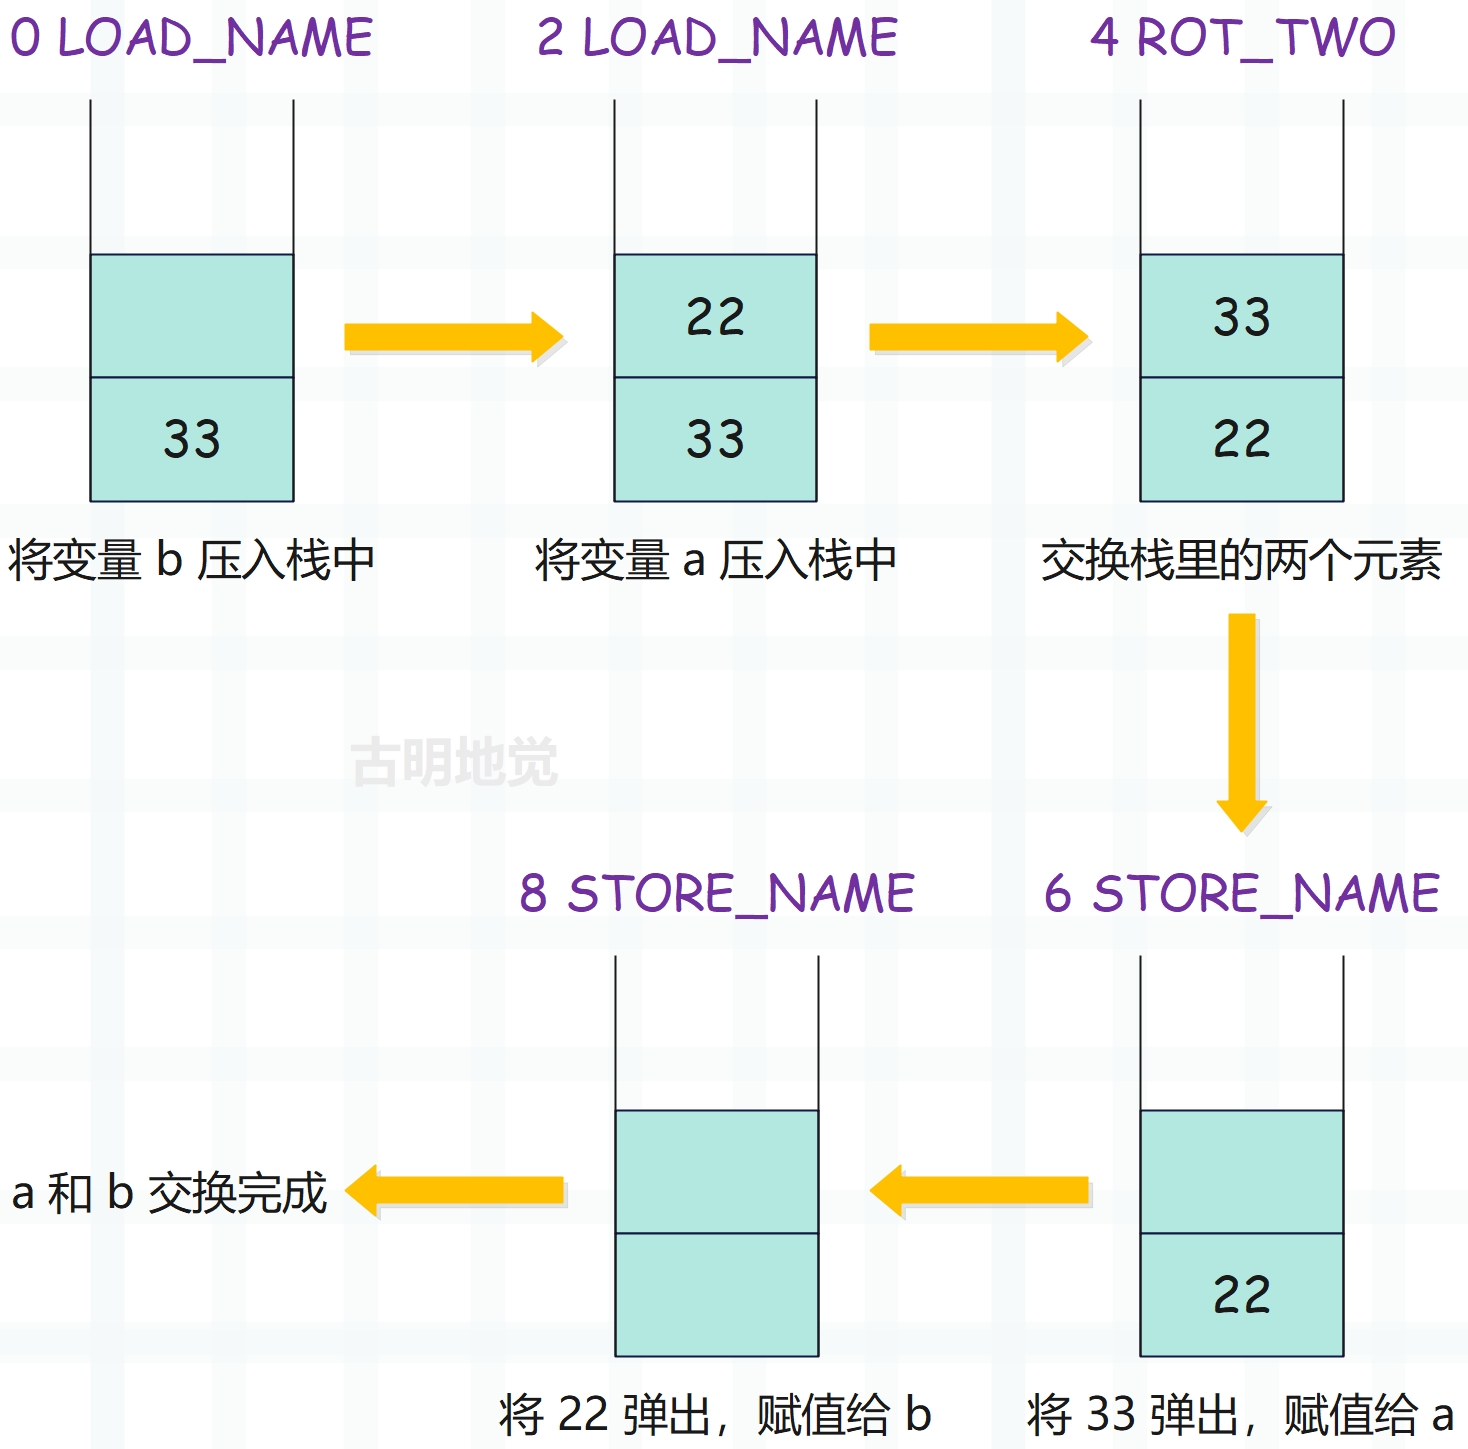 0 LOAD_NAME
2 LOAD_NAME
4 ROT_TWO
33
22
33
33
22
将变量 b 压入栈中
将变量 a 压入栈中
交换栈里的两个元素
古明地觉
8 STORE_NAME
6 STORE_NAME
a 和 b 交换完成
22
将 22 弹出，赋值给 b
将 33 弹出，赋值给 a